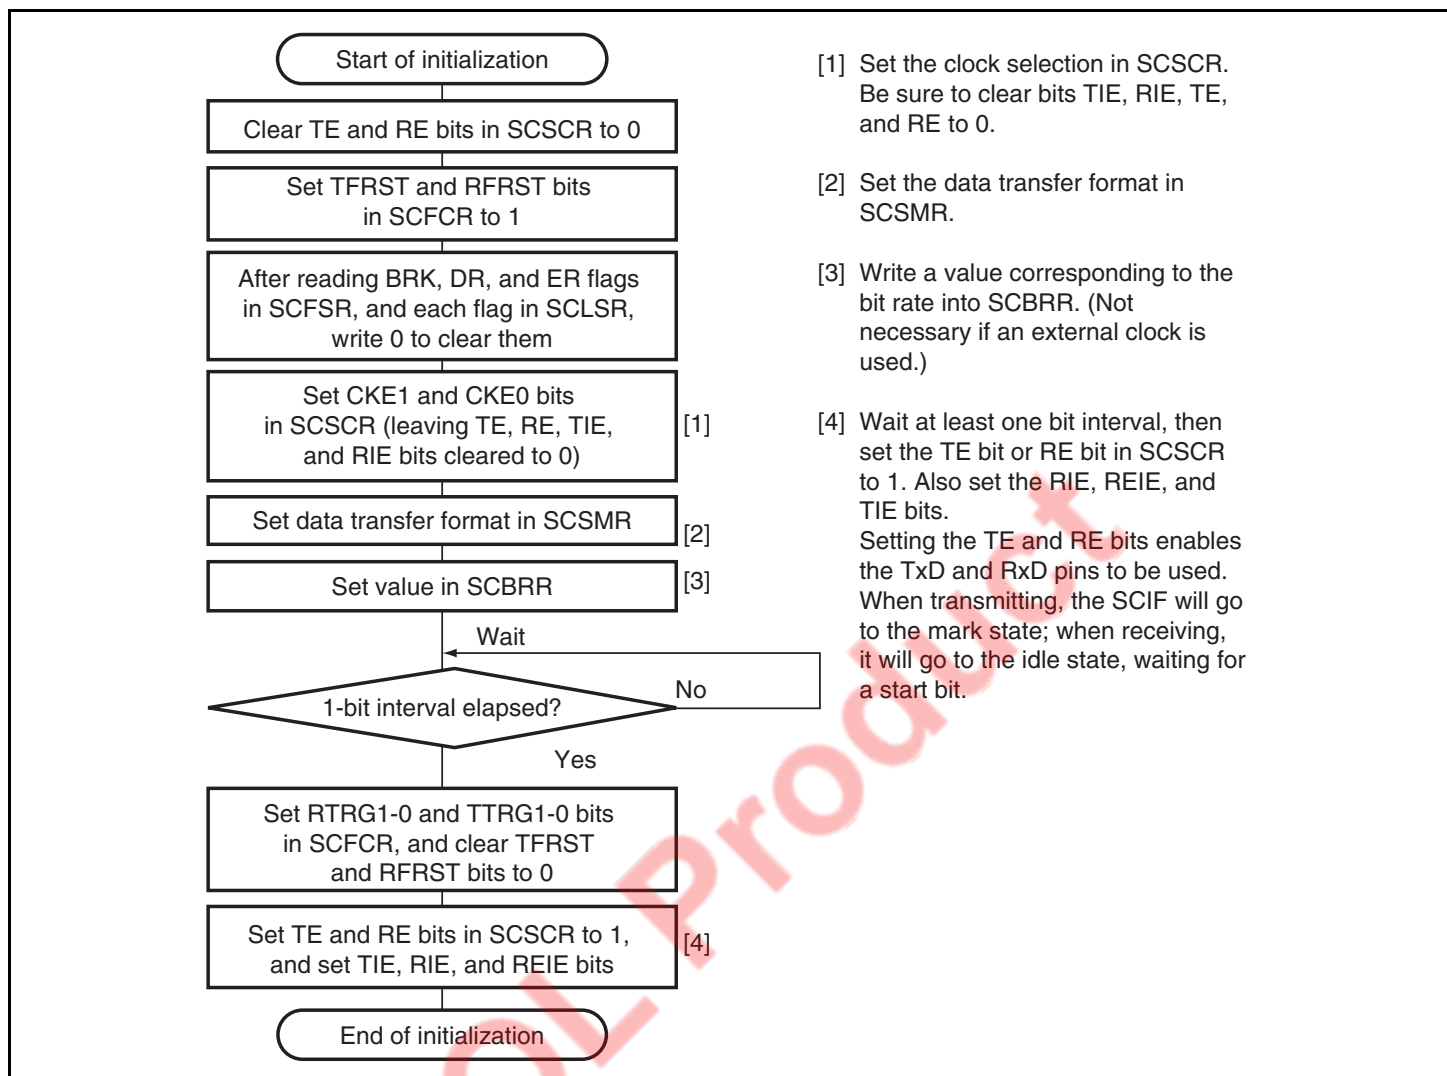 Start of initialization
Clear TE and RE bits in SCSCR to 0
Set TFRST and RFRST bits
in SCFCR to 1
After reading BRK, DR, and ER flags
in SCFSR, and each flag in SCLSR,
write 0 to clear them
Set CKE1 and CKE0 bits
in SCSCR (leaving TE, RE, TIE,
and RIE bits cleared to 0)
[1]
Set data transfer format in SCSMR
[2]
Set value in SCBRR
[3]
Wait
No
1-bit interval elapsed?
Yes
Set RTRG1-0 and TTRG1-0 bits
in SCFCR, and clear TFRST
and RFRST bits to 0
Set TE and RE bits in SCSCR to 1,
and set TIE, RIE, and REIE bits
[4]
End of initialization
[1] Set the clock selection in SCSCR.
Be sure to clear bits TIE, RIE, TE,
and RE to 0.
[2] Set the data transfer format in
SCSMR.
[3] Write a value corresponding to the
bit rate into SCBRR. (Not
necessary if an external clock is
used.)
[4] Wait at least one bit interval, then
set the TE bit or RE bit in SCSCR
to 1. Also set the RIE, REIE, and
TIE bits.
Setting the TE and RE bits enables
the TxD and RxD pins to be used.
When transmitting, the SCIF will go
to the mark state; when receiving,
it will go to the idle state, waiting for
a start bit.
OL Product